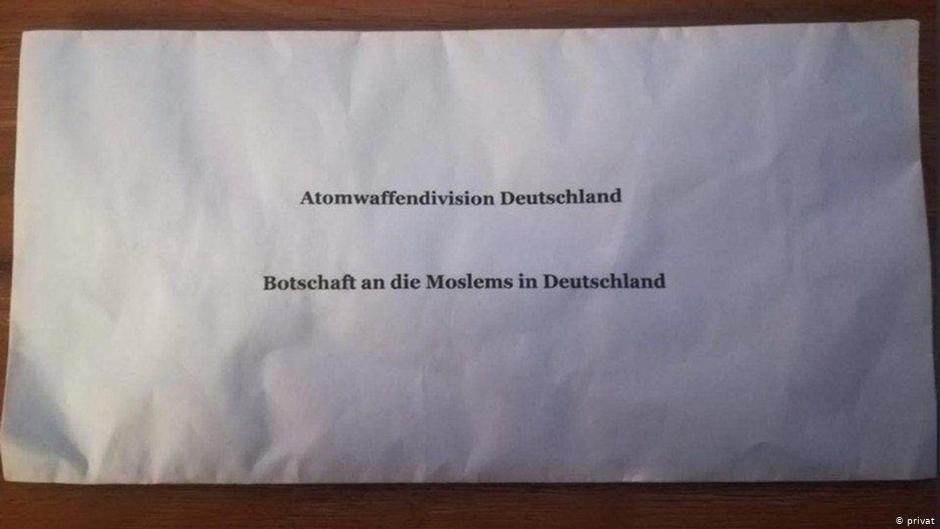 Atomwaffendivision Deutschland
Botschaft an die Moslems in Deutschland
© privat